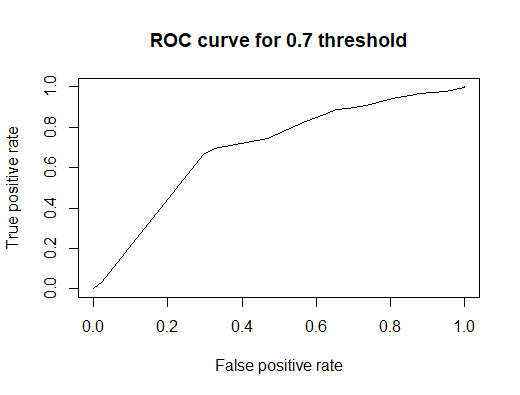 ROC curve for 0.7 threshold
True positive rate
1.0
0.8
0.6
0.4
0.2
0.0
0.0 0.2 0.4 0.6 0.8 1.0
False positive rate